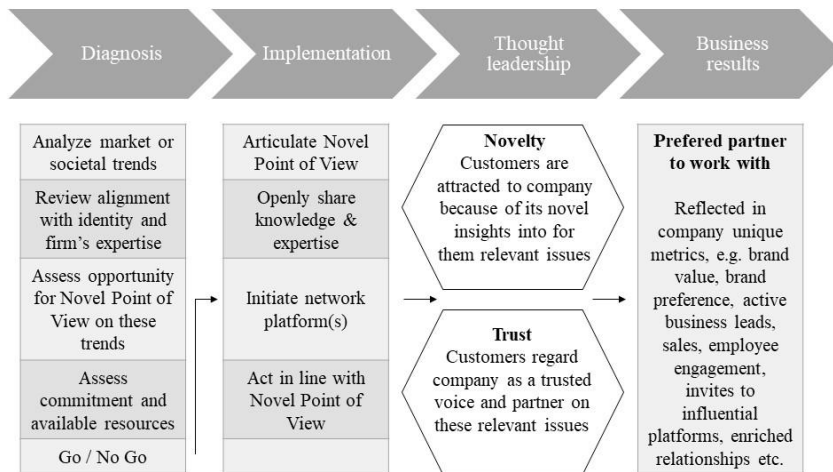 Diagnosis
Implementation
Thought
leadership
Business
results
Analyze market or
societal trends
Review alignment
with identity and
firm's expertise
Assess opportunity
for Novel Point of
View on these
trends
Assess
commitment and
available resources
Go / No Go
Articulate Novel
Point of View
Openly share
knowledge &
expertise
Initiate network
platform(s)
Act in line with
Novel Point of
View
Novelty
Customers are
attracted to company
because of its novel
insights into for
them relevant issues
Trust
Customers regard
company as a trusted
voice and partner on
these relevant issues
Prefered partner
to work with
Reflected in
company unique
metrics, e.g. brand
value, brand
preference, active
business leads,
sales, employee
engagement,
invites to
influential
platforms, enriched
relationships etc.